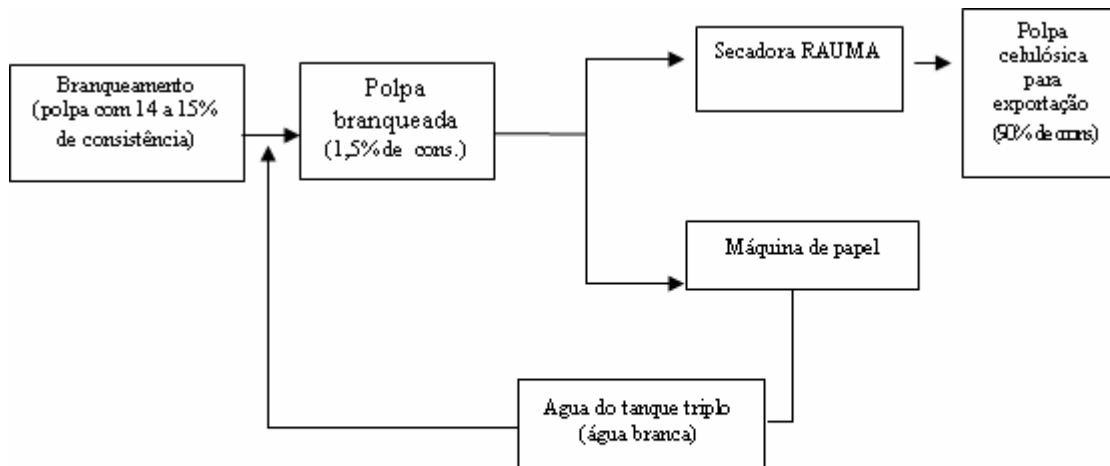 Branqueamento
(polpa com 14 a 15%
de consistência)
Polpa
branqueada
(1,5% de cons.)
Secadora RAUMA
Polpa
celulósica
para
exportação
(90% de cons)
Máquina de papel
Agua do tanque triplo
(água branca)